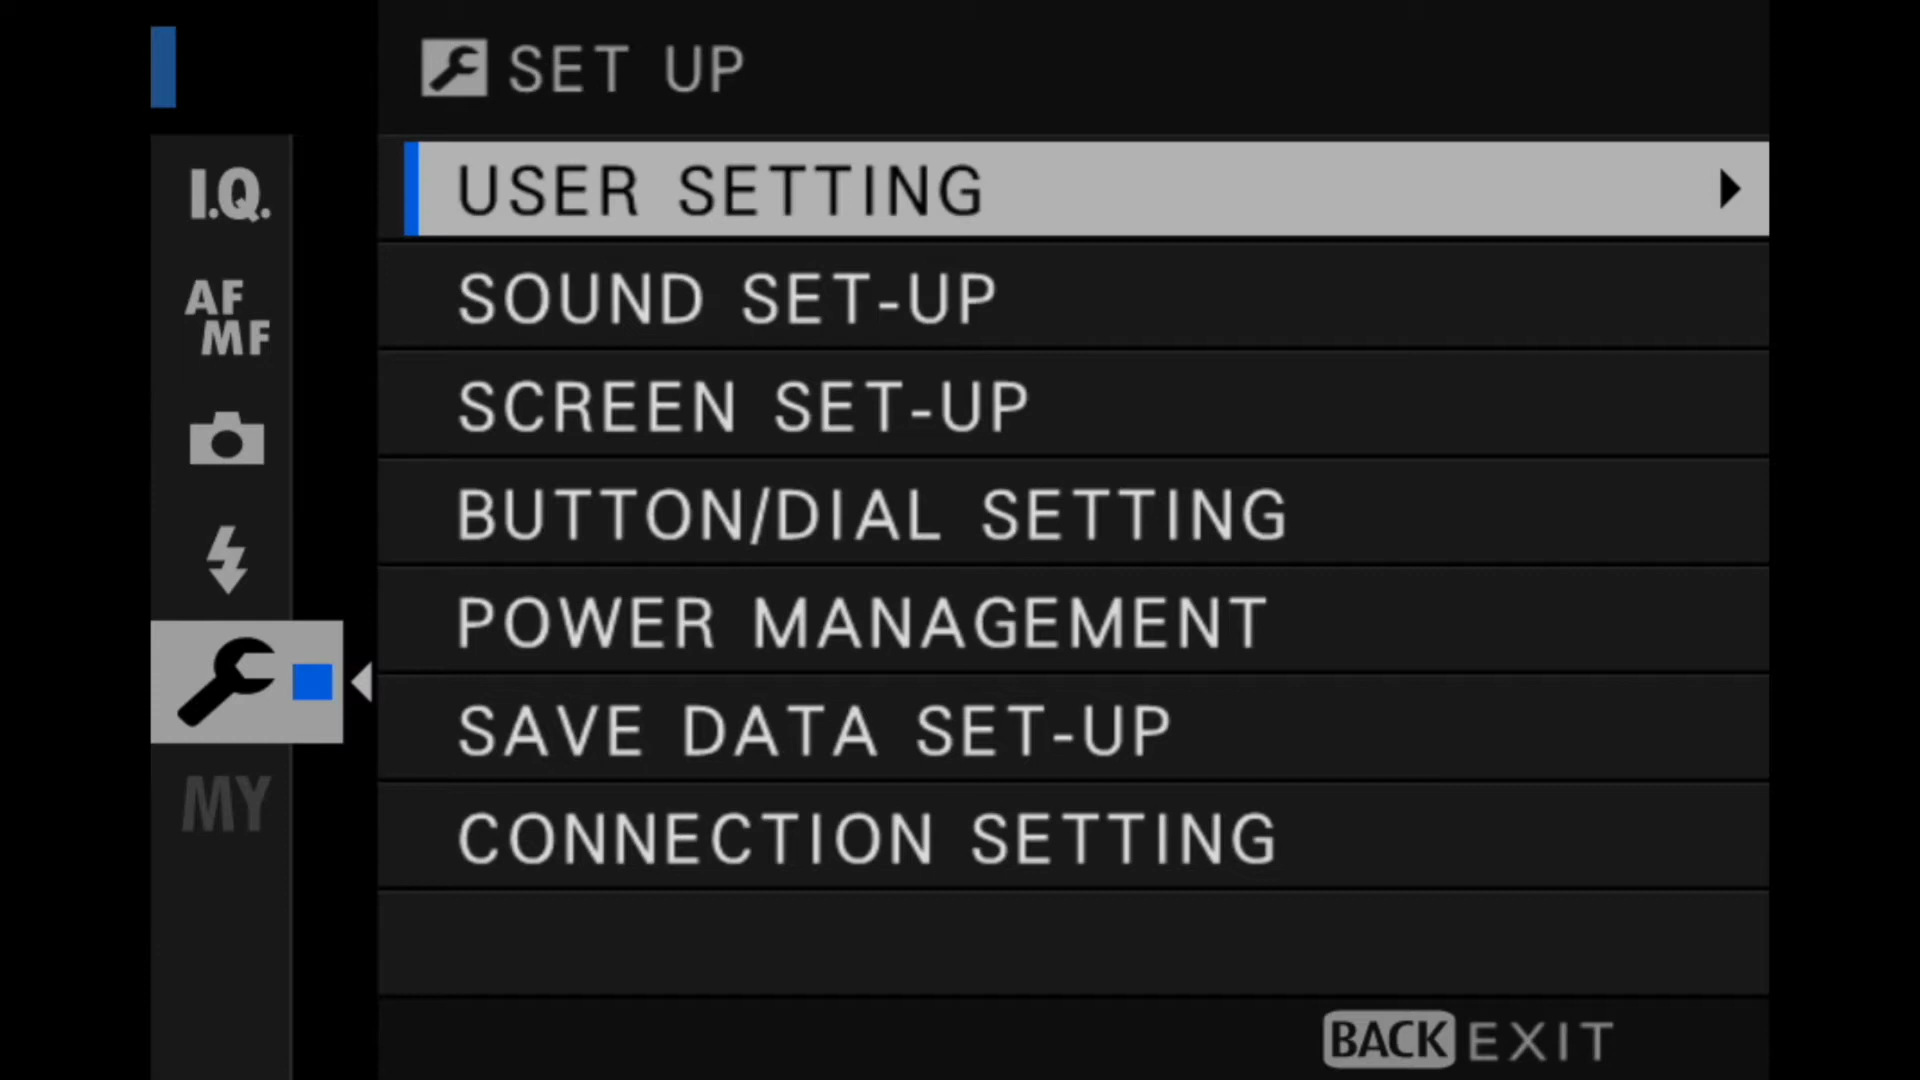 SET UP
I.Q.
USER SETTING
AF
MF
SOUND SET-UP
SCREEN SET-UP
BUTTON/DIAL SETTING
POWER MANAGEMENT
SAVE DATA SET-UP
MY
CONNECTION SETTING
BACK EXIT